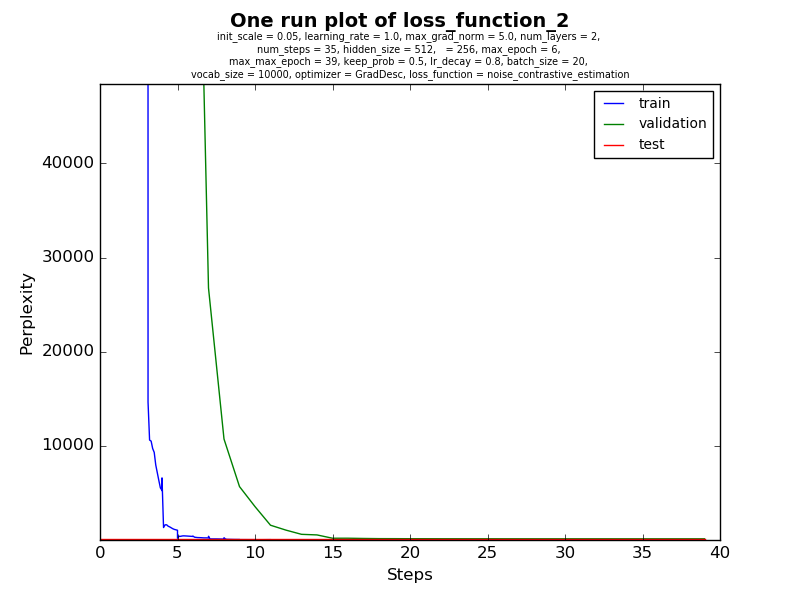 One run plot of loss_function_2
init_scale = 0.05, learning_rate = 1.0, max_grad_norm = 5.0, num_layers = 2,
num_steps = 35, hidden_size = 512,   = 256, max_epoch = 6,
max_max_epoch = 39, keep_prob = 0.5, lr_decay = 0.8, batch_size = 20,
vocab_size = 10000, optimizer = GradDesc, loss_function = noise_contrastive_estimation
train
validation
test
40000
30000
20000
10000
Perplexity
0 5 10 15 20 25 30 35 40
Steps